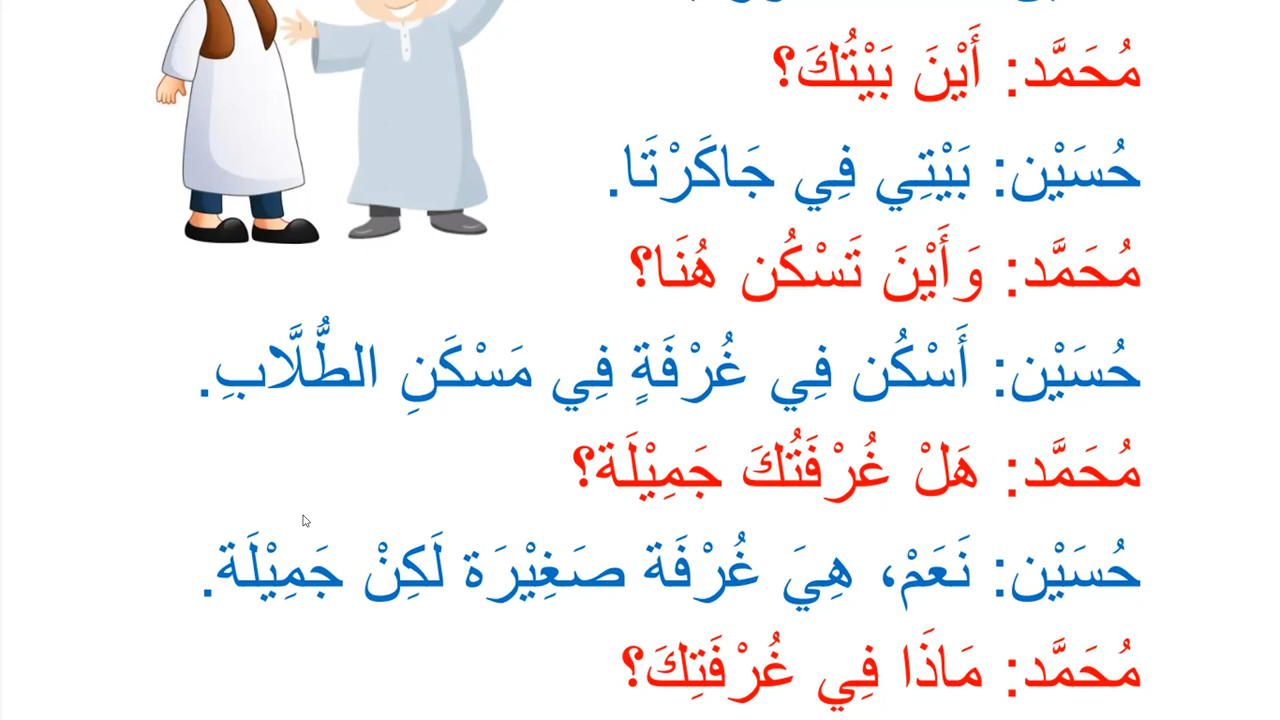 مُحَمَّد: أَيْنَ بَيْتُكَ؟
حُسَيْن: بَيْتِي فِي جَاكَرْتَا.
مُحَمَّد: وَأَيْنَ تَسْكُن هُنَا؟
حُسَيْن: أَسْكُن فِي غُرْفَةٍ فِي مَسْكَنِ الطُّلَّابِ.
مُحَمَّد: هَلْ غُرْفَتُكَ جَمِيْلَة؟
حُسَيْن: نَعَمْ، هِيَ غُرْفَة صَغِيْرَة لَكِنْ جَمِيْلَة.
مُحَمَّد: مَاذَا فِي غُرْفَتِكَ؟